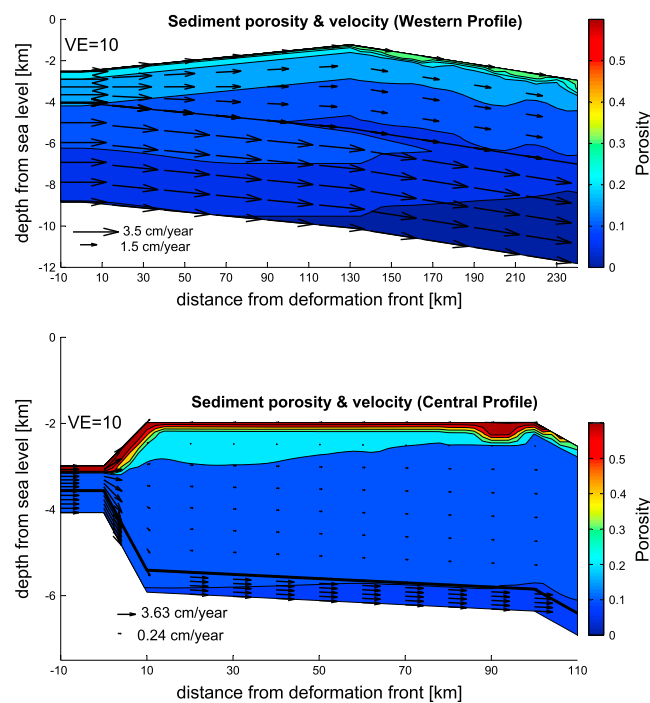 Sediment porosity & velocity (Western Profile)
VE=10
0
-2
-4
-6
-8
-10
-12
depth from sea level [km]
3.5 cm/year
1.5 cm/year
-10 10 30 50 70 90 110 130 150 170 190 210 230
distance from deformation front [km]
0.5
0.4
0.3
0.2
0.1
0
Porosity
Sediment porosity & velocity (Central Profile)
VE=10
0
-2
-4
-6
depth from sea level [km]
3.63 cm/year
0.24 cm/year
-10 10 30 50 70 90 110
distance from deformation front [km]
0.5
0.4
0.3
0.2
0.1
0
Porosity